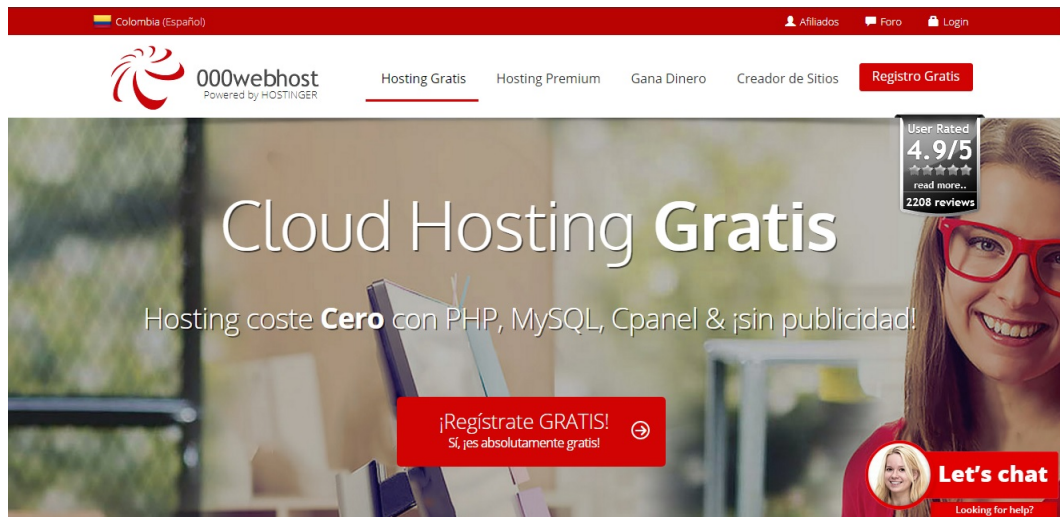 Colombia (Español)
Afiliados
Foro
Login
000webhost
Powered by HOSTINGER
Hosting Gratis
Hosting Premium
Gana Dinero
Creador de Sitios
Registro Gratis
User Rated
4.9/5
read more..
2208 reviews
Cloud Hosting Gratis
Hosting coste Cero con PHP, MySQL, Cpanel & ¡sin publicidad!
¡Regístrate GRATIS!
Sí, ¡es absolutamente gratis!
Let's chat
Looking for help?